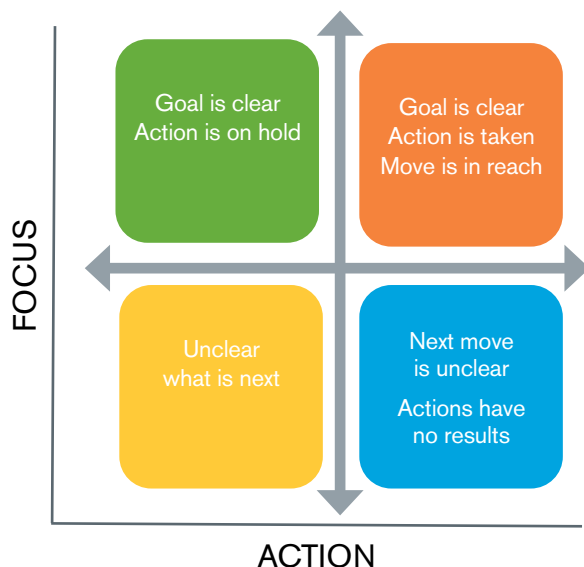 Goal is clear
Action is on hold
Goal is clear
Action is taken
Move is in reach
FOCUS
Unclear
what is next
Next move
is unclear
Actions have
no results
ACTION